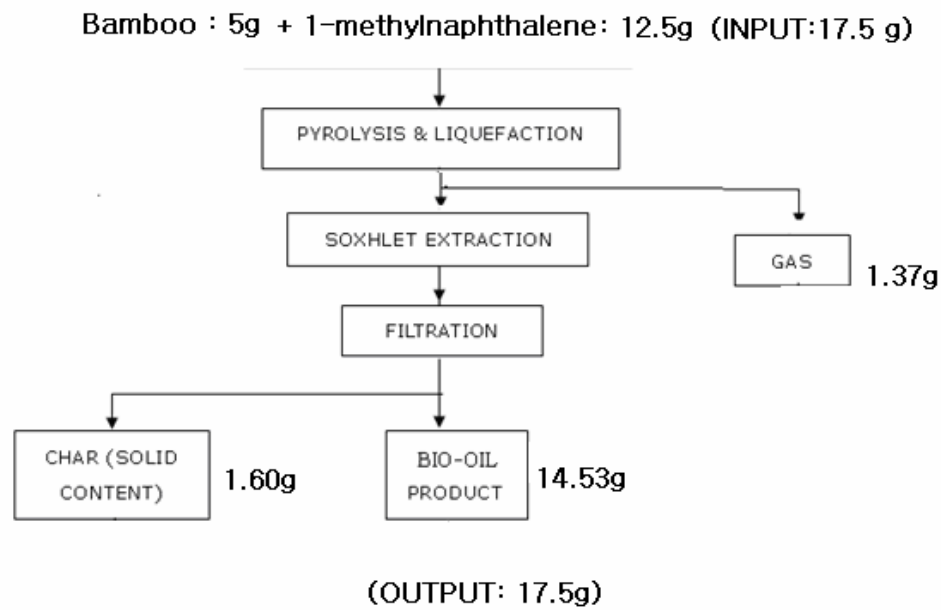 Bamboo : 5g + 1-methylnaphthalene: 12.5g (INPUT:17.5 g)
PYROLYSIS & LIQUEFACTION
SOXHLET EXTRACTION
GAS
1.37g
FILTRATION
CHAR (SOLID
CONTENT)
1.60g
BIO-OIL
PRODUCT
14.53g
(OUTPUT: 17.5g)